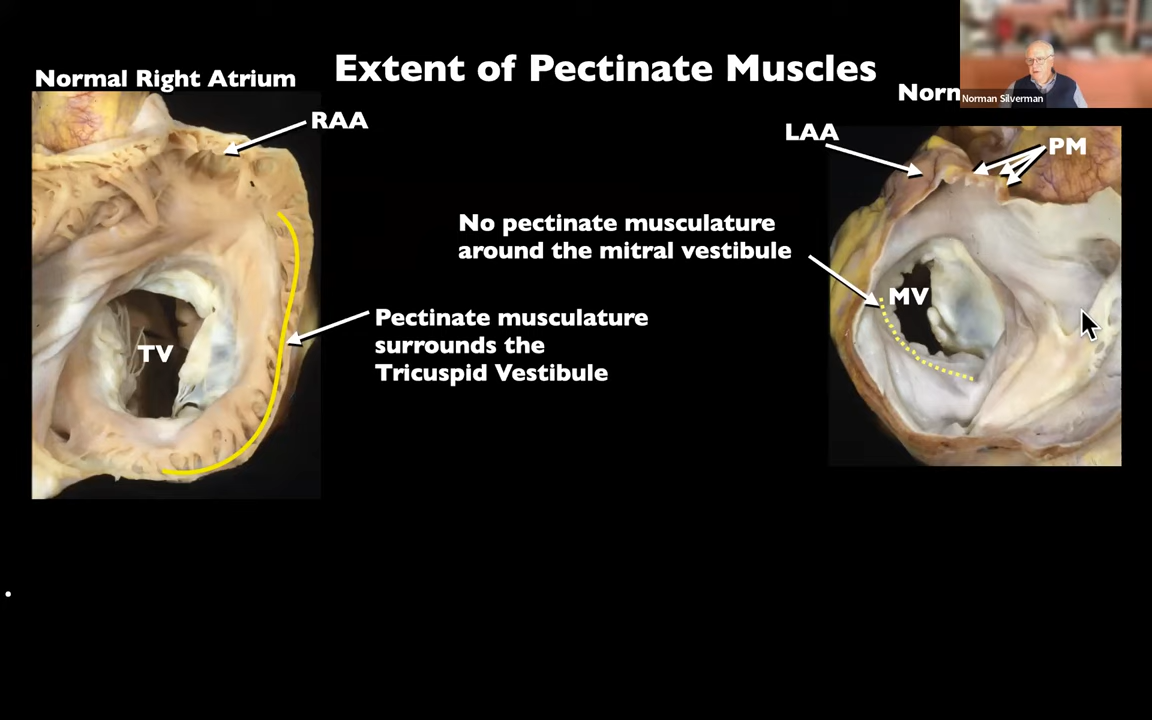 Extent of Pectinate Muscles
Normal Right Atrium
RAA
TV
Pectinate musculature
surrounds the
Tricuspid Vestibule
No pectinate musculature
around the mitral vestibule
LAA
PM
MV
Norman Silverman